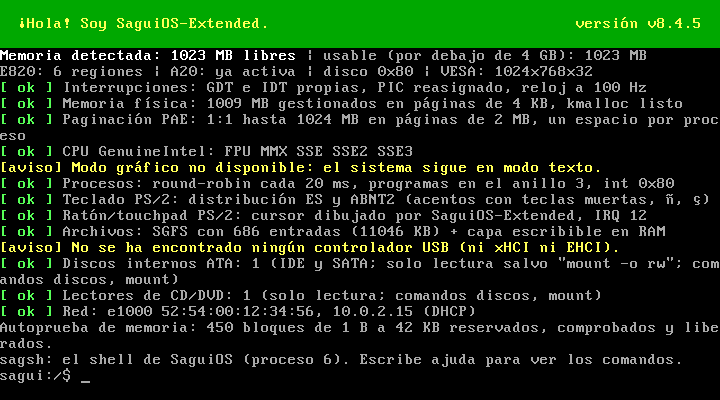 ¡Hola! Soy SaguiOS-Extended. versión v8.4.5
Memoria detectada: 1023 MB libres ¦ usable (por debajo de 4 GB): 1023 MB
E820: 6 regiones ¦ A20: ya activa ¦ disco 0x80 ¦ VESA: 1024x768x32
[ ok ] Interrupciones: GDT e IDT propias, PIC reasignado, reloj a 100 Hz
[ ok ] Memoria física: 1009 MB gestionados en páginas de 4 KB, kmalloc listo
[ ok ] Paginación PAE: 1:1 hasta 1024 MB en páginas de 2 MB, un espacio por proc
eso
[ ok ] CPU GenuineIntel: FPU MMX SSE SSE2 SSE3
[aviso] Modo gráfico no disponible: el sistema sigue en modo texto.
[ ok ] Procesos: round-robin cada 20 ms, programas en el anillo 3, int 0x80
[ ok ] Teclado PS/2: distribución ES y ABNT2 (acentos con teclas muertas, ñ, ç)
[ ok ] Ratón/touchpad PS/2: cursor dibujado por SaguiOS-Extended, IRQ 12
[ ok ] Archivos: SGFS con 686 entradas (11046 KB) + capa escribible en RAM
[aviso] No se ha encontrado ningún controlador USB (ni xHCI ni EHCI).
[ ok ] Discos internos ATA: 1 (IDE y SATA; solo lectura salvo "mount -o rw"; com
andos discos, mount)
[ ok ] Lectores de CD/DVD: 1 (solo lectura; comandos discos, mount)
[ ok ] Red: e1000 52:54:00:12:34:56, 10.0.2.15 (DHCP)
Autoprueba de memoria: 450 bloques de 1 B a 42 KB reservados, comprobados y libe
rados.
sagsh: el shell de SaguiOS (proceso 6). Escribe ayuda para ver los comandos.
sagui:/$ _